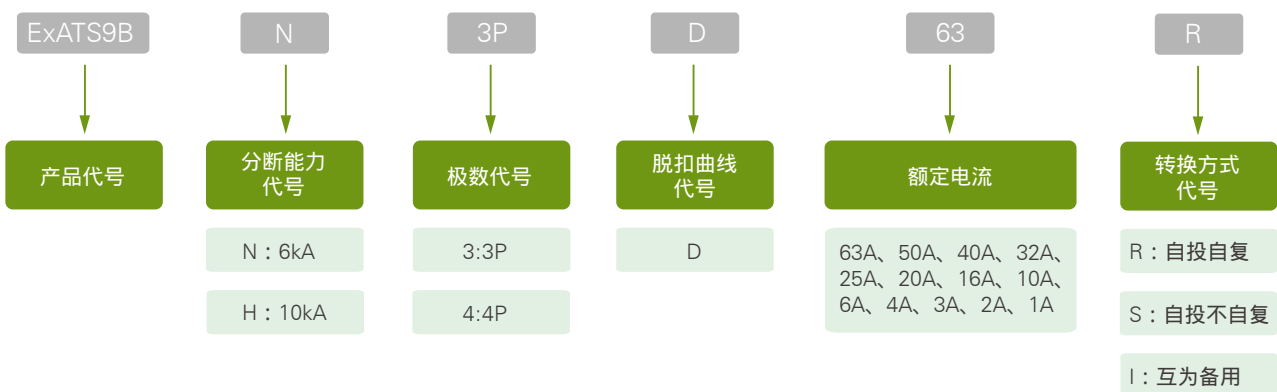 ExATS9B
N
3P
D
63
R
产品代号
分断能力
代号
极数代号
脱扣曲线
代号
额定电流
转换方式
代号
N：6kA
3:3P
D
63A、50A、40A、32A、
25A、20A、16A、10A、
6A、4A、3A、2A、1A
R：自投自复
H：10kA
4:4P
S：自投不自复
I：互为备用